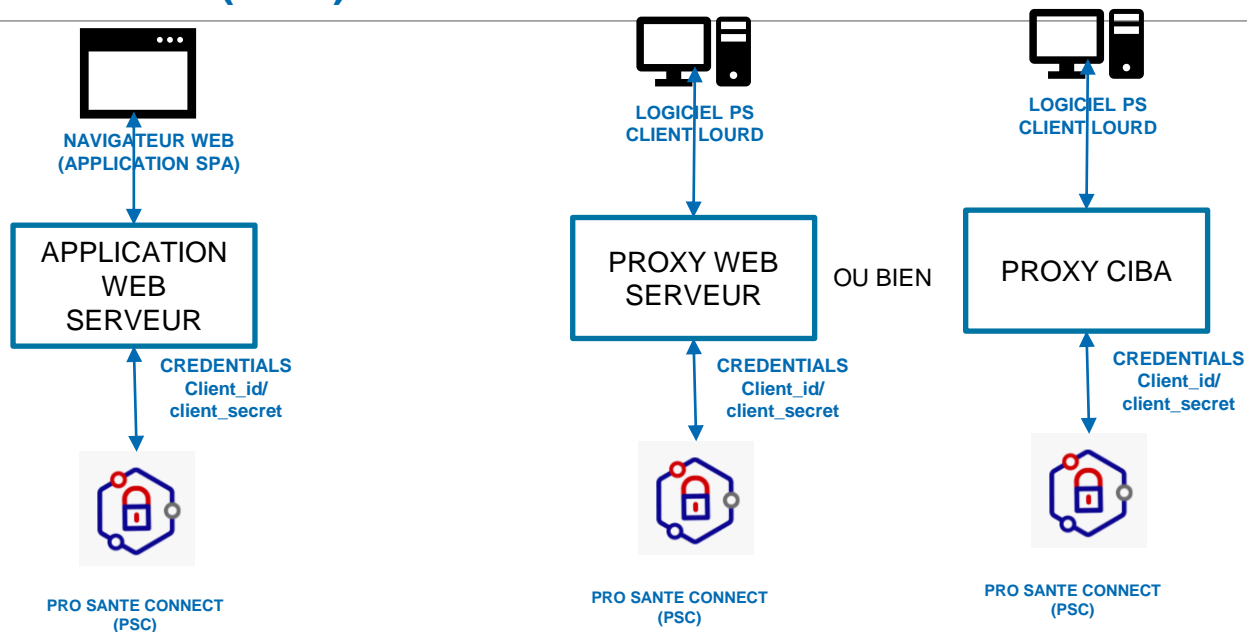 NAVIGATEUR WEB
(APPLICATION SPA)
APPLICATION
WEB
SERVEUR
CREDENTIALS
Client_id/
client_secret
PRO SANTE CONNECT
(PSC)
LOGICIEL PS
CLIENT LOURD
PROXY WEB
SERVEUR
CREDENTIALS
Client_id/
client_secret
PRO SANTE CONNECT
(PSC)
OU BIEN
LOGICIEL PS
CLIENT LOURD
PROXY CIBA
CREDENTIALS
Client_id/
client_secret
PRO SANTE CONNECT
(PSC)